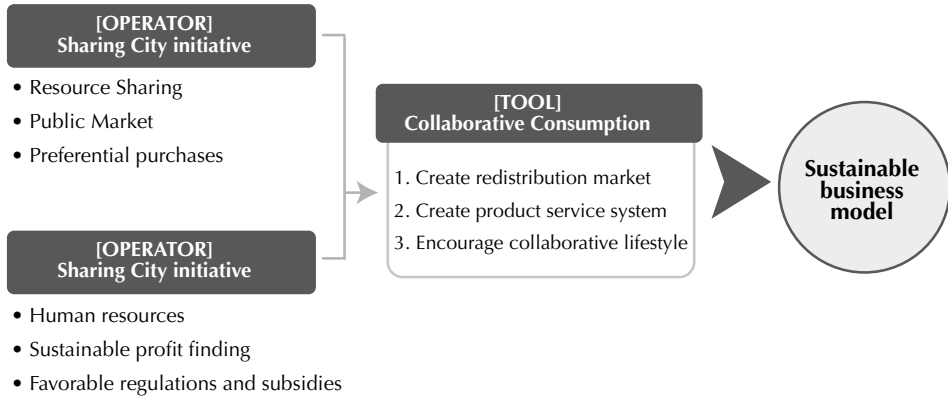 [OPERATOR]
Sharing City initiative
• Resource Sharing
• Public Market
• Preferential purchases
[OPERATOR]
Sharing City initiative
• Human resources
• Sustainable profit finding
• Favorable regulations and subsidies
[TOOL]
Collaborative Consumption
1. Create redistribution market
2. Create product service system
3. Encourage collaborative lifestyle
Sustainable
business
model